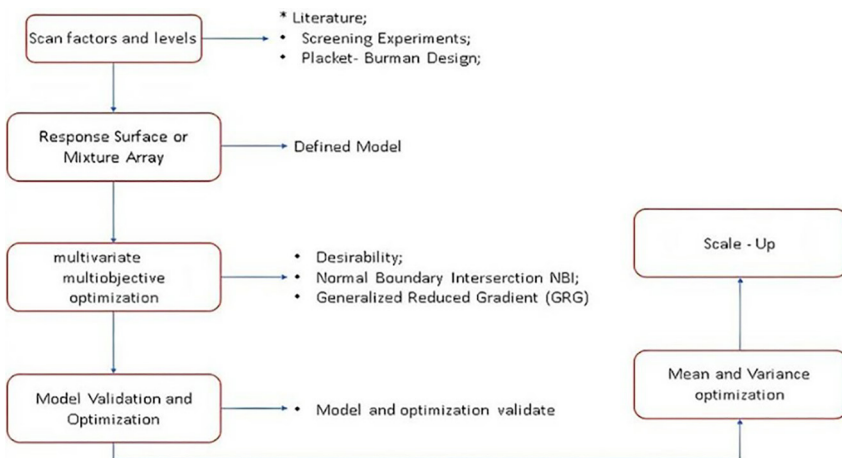 Scan factors and levels
* Literature;
• Screening Experiments;
• Placket- Burman Design;
Response Surface or
Mixture Array
Defined Model
multivariate
multiobjective
optimization
• Desirability;
• Normal Boundary Interserction NBI;
• Generalized Reduced Gradient (GRG)
Model Validation and
Optimization
• Model and optimization validate
Mean and Variance
optimization
Scale - Up